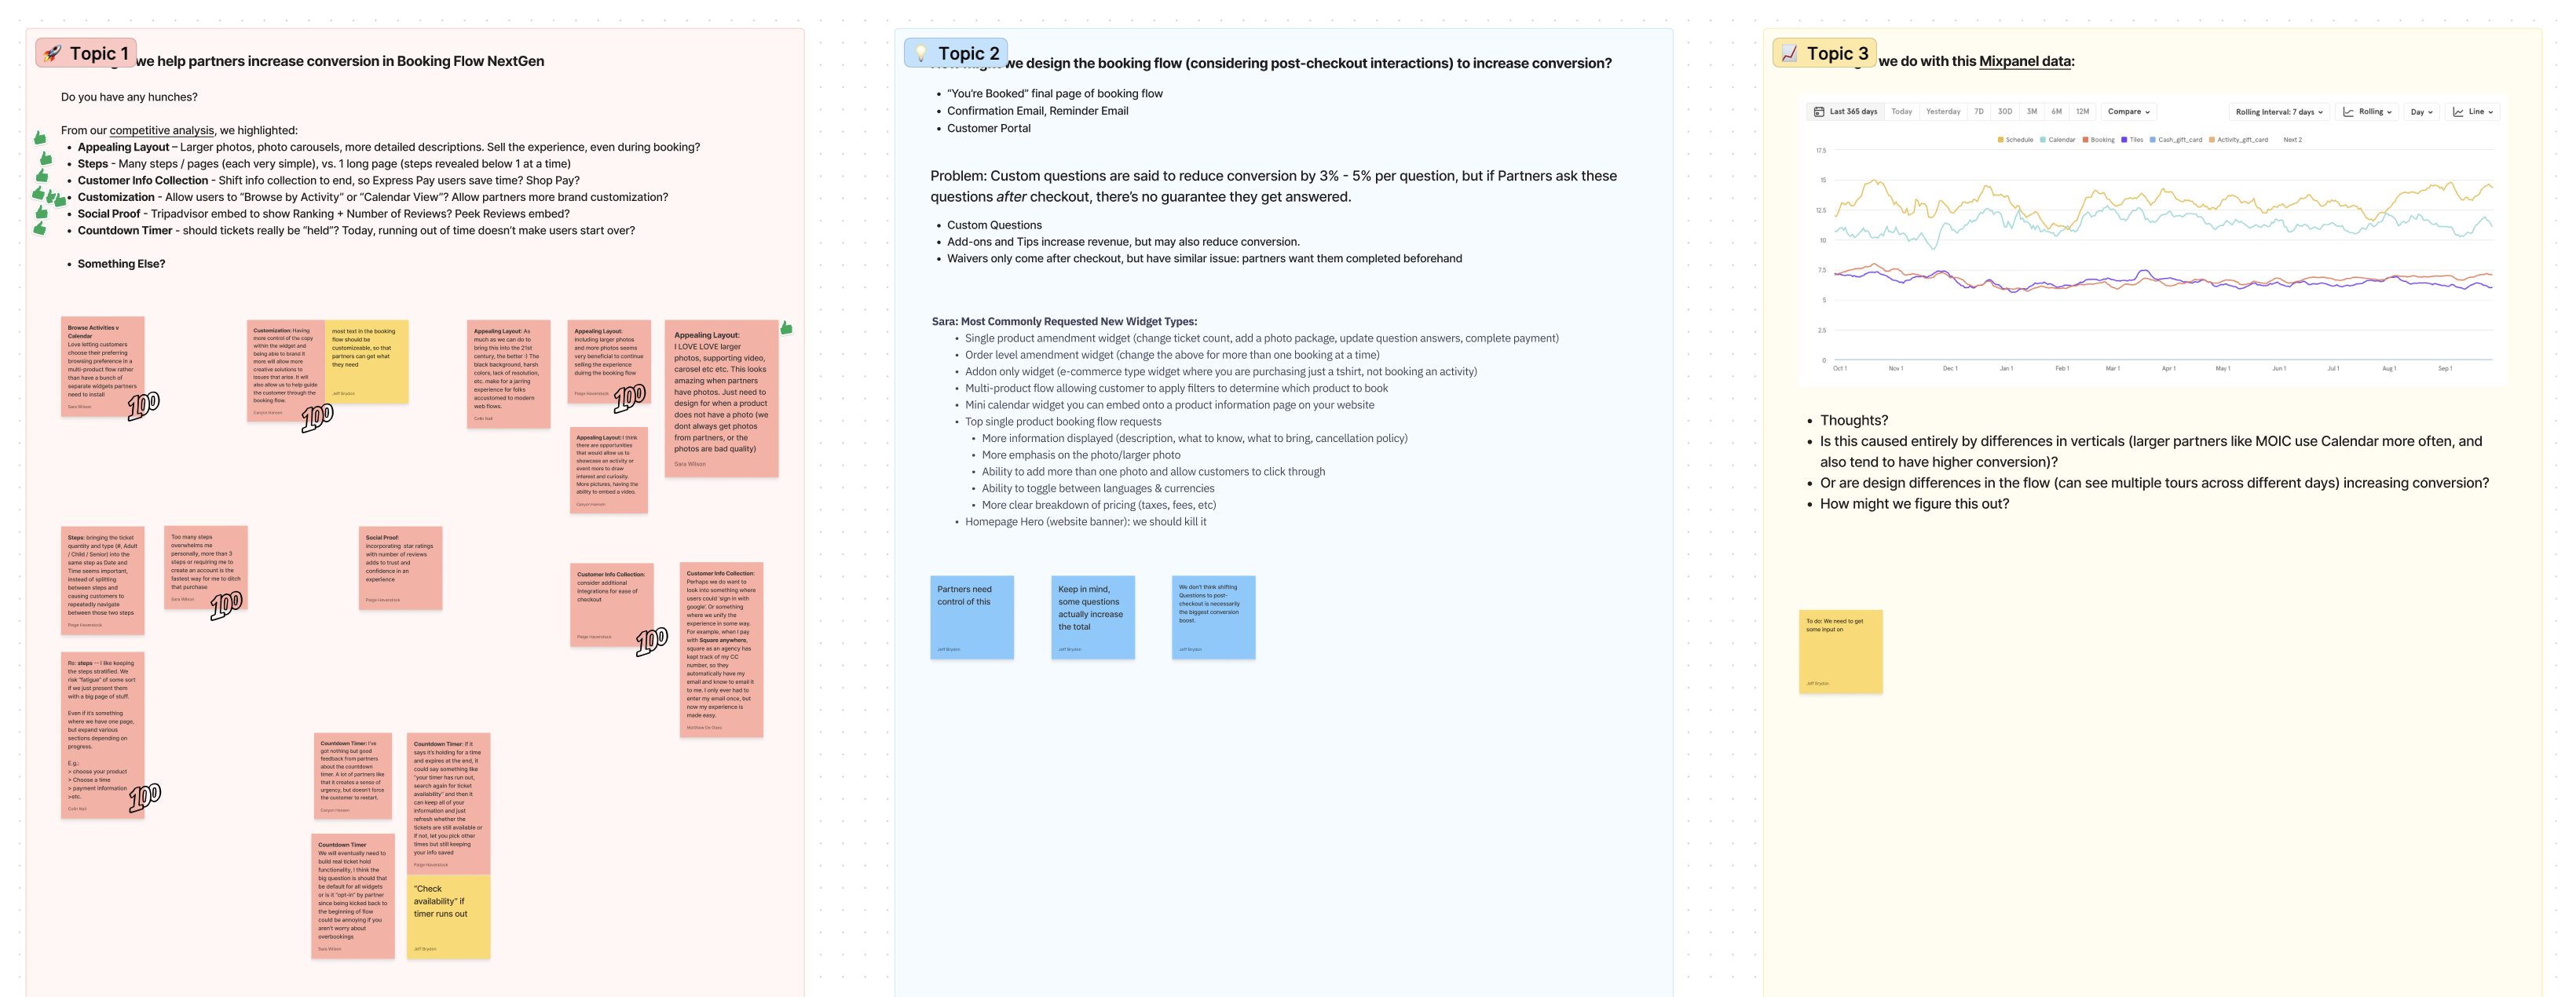 🚀 Topic 1
we help partners increase conversion in Booking Flow NextGen
Do you have any hunches?
From our competitive analysis, we highlighted:
• Appealing Layout – Larger photos, photo carousels, more detailed descriptions. Sell the experience, even during booking?
• Steps - Many steps / pages (each very simple), vs. 1 long page (steps revealed below 1 at a time)
• Customer Info Collection - Shift info collection to end, so Express Pay users save time? Shop Pay?
• Customization - Allow users to “Browse by Activity” or “Calendar View”? Allow partners more brand customization?
• Social Proof - Tripadvisor embed to show Ranking + Number of Reviews? Peek Reviews embed?
• Countdown Timer - should tickets really be “held”? Today, running out of time doesn’t make users start over?
• Something Else?
Browse Activities v
Calendar
Love letting customers
choose their preferring
browsing preference in a
multi-product flow rather
than have a bunch of
separate widgets partners
need to install
Sara Wilson
100
Customization: Having
more control of the copy
within the widget and
being able to brand it
more will allow more
creative solutions to
issues that arise. It will
also allow us to help guide
the customer through the
booking flow.
Canyon Hansen
100
most text in the booking
flow should be
customizeable, so that
partners can get what
they need
Jeff Bryden
Appealing Layout: As
much as we can do to
bring this into the 21st
century, the better :) The
black background, harsh
colors, lack of resolution,
etc. make for a jarring
experience for folks
accustomed to modern
web flows.
Colin Nall
Appealing Layout:
including larger photos
and more photos seems
very beneficial to continue
selling the experience
during the booking flow
Paige Havenstock
100
Appealing Layout:
I LOVE LOVE larger
photos, supporting video,
carosel etc etc. This looks
amazing when partners
have photos. Just need to
design for when a product
does not have a photo (we
dont always get photos
from partners, or the
photos are bad quality)
Sara Wilson
Appealing Layout: I think
there are opportunities
that would allow us to
showcase an activity or
event more to draw
interest and curiosity.
More pictures, having the
ability to embed a video.
Canyon Hansen
Steps: bringing the ticket
quantity and type (#, Adult
/ Child / Senior) into the
same step as Date and
Time seems important,
instead of splitting
between steps and
causing customers to
repeatedly navigate
between those two steps
Paige Havenstock
Too many steps
overwhelms me
personally, more than 3
steps or requiring me to
create an account is the
fastest way for me to ditch
that purchase
Sara Wilson
100
Social Proof:
incorporating star ratings
with number of reviews
adds to trust and
confidence in an
experience
Paige Havenstock
Customer Info Collection:
consider additional
integrations for ease of
checkout
Paige Havenstock
100
Customer Info Collection:
Perhaps we do want to
look into something where
users could 'sign in with
google'. Or something
where we unify the
experience in some way.
For example, when I pay
with Square anywhere,
square as an agency has
kept track of my CC
number, so they
automatically have my
email and know to email it
to me. I only ever had to
enter my email once, but
now my experience is
made easy.
Re: steps -- I like keeping
the steps stratified. We
risk "fatigue" of some sort
if we just present them
with a big page of stuff.
Even if it's something
where we have one page,
but expand various
sections depending on
progress.
E.g.:
> choose your product
> Choose a time
> payment information
>etc.
Colin Nall
100
Countdown Timer: I've
got nothing but good
feedback from partners
about the countdown
timer. A lot of partners like
that it creates a sense of
urgency, but doesn't force
the customer to restart.
Canyon Hansen
Countdown Timer: if it
says it's holding for a time
and expires at the end, it
could say something like
"your timer has run out,
search again for ticket
availability" and then it
can keep all of your
information and just
refresh whether the
tickets are still available or
if not, let you pick other
times but still keeping
your info saved
Paige Havenstock
Countdown Timer
We will eventually need to
build real ticket hold
functionality, I think the
big question is should that
be default for all widgets
or is it "opt-in" by partner
since being kicked back to
the beginning of flow
could be annoying if you
aren't worry about
overbookings
Sara Wilson
"Check
availability" if
timer runs out
Jeff Bryden
💡 Topic 2
we design the booking flow (considering post-checkout interactions) to increase conversion?
• “You’re Booked” final page of booking flow
• Confirmation Email, Reminder Email
• Customer Portal
Problem: Custom questions are said to reduce conversion by 3% - 5% per question, but if Partners ask these
questions after checkout, there’s no guarantee they get answered.
• Custom Questions
• Add-ons and Tips increase revenue, but may also reduce conversion.
• Waivers only come after checkout, but have similar issue: partners want them completed beforehand
Sara: Most Commonly Requested New Widget Types:
• Single product amendment widget (change ticket count, add a photo package, update question answers, complete payment)
• Order level amendment widget (change the above for more than one booking at a time)
• Addon only widget (e-commerce type widget where you are purchasing just a tshirt, not booking an activity)
• Multi-product flow allowing customer to apply filters to determine which product to book
• Mini calendar widget you can embed onto a product information page on your website
• Top single product booking flow requests
• More information displayed (description, what to know, what to bring, cancellation policy)
• More emphasis on the photo/larger photo
• Ability to add more than one photo and allow customers to click through
• Ability to toggle between languages & currencies
• More clear breakdown of pricing (taxes, fees, etc)
• Homepage Hero (website banner): we should kill it
Partners need
control of this
Jeff Bryden
Keep in mind,
some questions
actually increase
the total
Jeff Bryden
We don't think shifting
Questions to post-
checkout is necessarily
the biggest conversion
boost.
Jeff Bryden
📈 Topic 3
we do with this Mixpanel data:
Last 365 days Today Yesterday 7D 30D 3M 6M 12M Compare
Rolling Interval: 7 days Rolling Day Line
Schedule Calendar Booking Tiles Cash_gift_card Activity_gift_card Next 2
17.5
15
12.5
10
7.5
5
2.5
0
Oct 1 Nov 1 Dec 1 Jan 1 Feb 1 Mar 1 Apr 1 May 1 Jun 1 Jul 1 Aug 1 Sep 1
• Thoughts?
• Is this caused entirely by differences in verticals (larger partners like MOIC use Calendar more often, and
also tend to have higher conversion)?
• Or are design differences in the flow (can see multiple tours across different days) increasing conversion?
• How might we figure this out?
To do: We need to get
some input on
Jeff Bryden